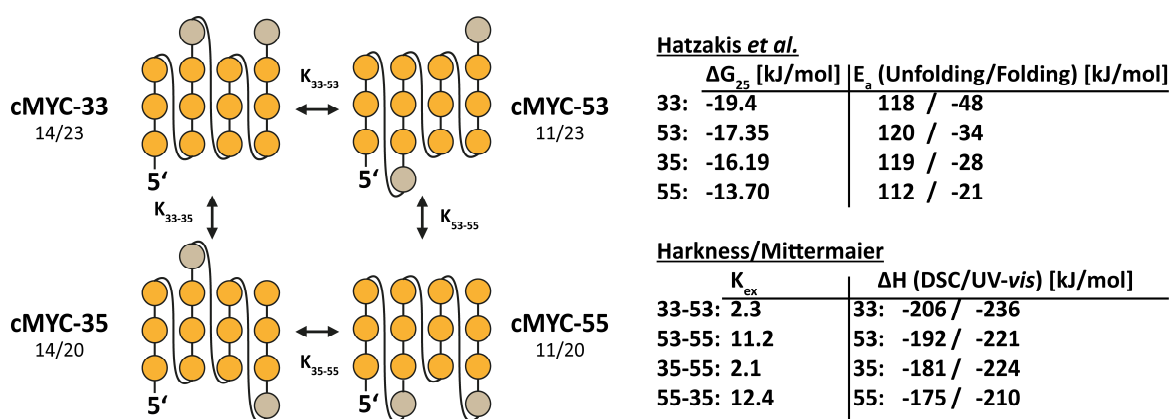 cMYC-33
14/23
5‘
K33-53
cMYC-53
11/23
5‘
K33-35
K53-55
cMYC-35
14/20
5‘
K35-55
cMYC-55
11/20
5‘
Hatzakis et al.
ΔG25 [kJ/mol] Ea (Unfolding/Folding) [kJ/mol]
33: -19.4 118 / -48
53: -17.35 120 / -34
35: -16.19 119 / -28
55: -13.70 112 / -21
Harkness/Mittermaier
Kex ΔH (DSC/UV-vis) [kJ/mol]
33-53: 2.3 33: -206 / -236
53-55: 11.2 53: -192 / -221
35-55: 2.1 35: -181 / -224
55-35: 12.4 55: -175 / -210